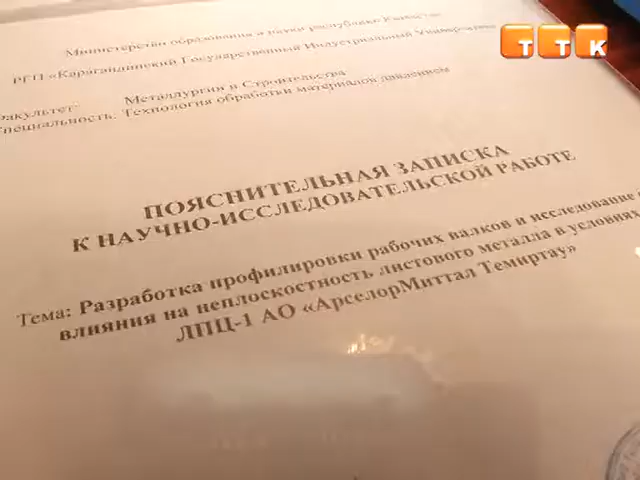 ТТК
Министерство образования и науки республики Казахстан
РГП «Карагандинский Государственный Индустриальный Университет
факультет Металлургии и Строительства
Специальность: Технология обработки материалов давлением
ПОЯСНИТЕЛЬНАЯ ЗАПИСКА
К НАУЧНО-ИССЛЕДОВАТЕЛЬСКОЙ РАБОТЕ
Тема: Разработка профилировки рабочих валков и исследование
влияния на неплоскостность листового металла в условиях
ЛПЦ-1 АО «АрселорМиттал Темиртау»